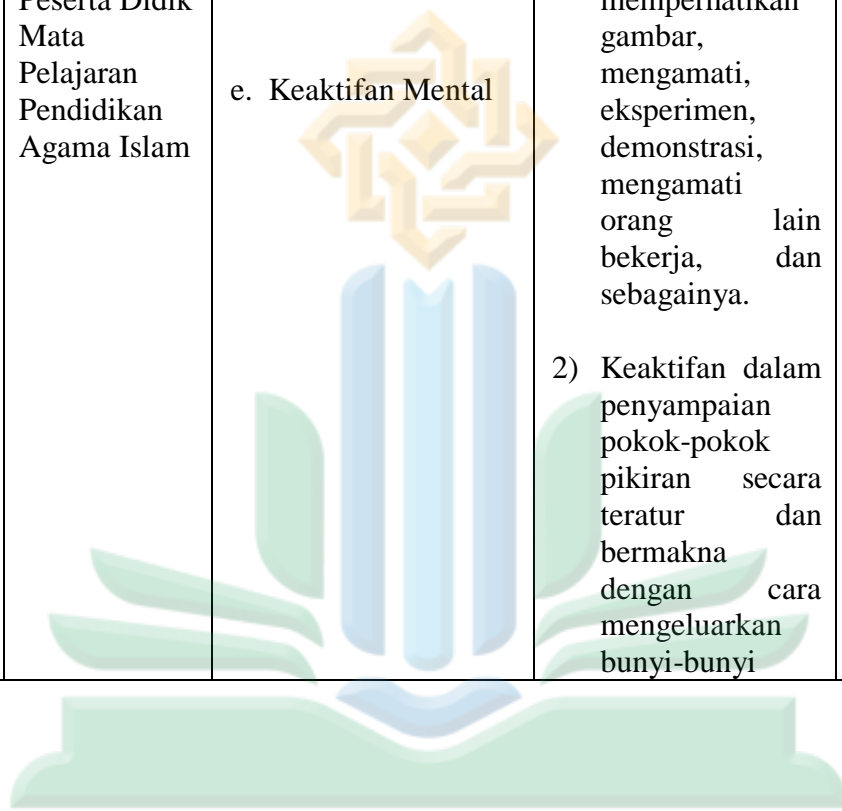 Peserta Didik
Mata
Pelajaran
Pendidikan
Agama Islam
e. Keaktifan Mental
memperhatikan
gambar,
mengamati,
eksperimen,
demonstrasi,
mengamati
orang lain
bekerja, dan
sebagainya.
2) Keaktifan dalam
penyampaian
pokok-pokok
pikiran secara
teratur dan
bermakna
dengan cara
mengeluarkan
bunyi-bunyi